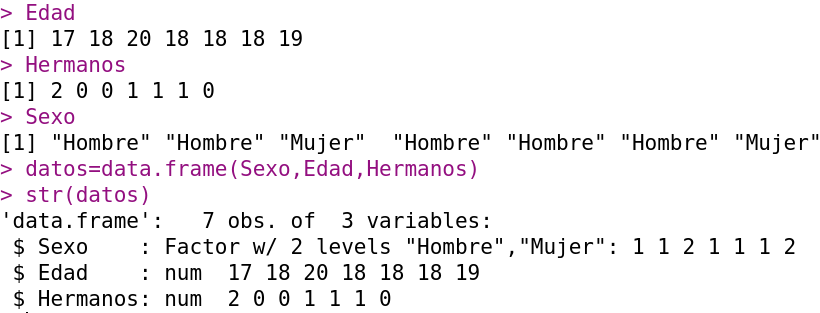 > Edad
[1] 17 18 20 18 18 18 19
> Hermanos
[1] 2 0 0 1 1 1 0
> Sexo
[1] "Hombre" "Hombre" "Mujer"  "Hombre" "Hombre" "Hombre" "Mujer"
> datos=data.frame(Sexo,Edad,Hermanos)
> str(datos)
'data.frame':   7 obs. of  3 variables:
 $ Sexo    : Factor w/ 2 levels "Hombre","Mujer": 1 1 2 1 1 1 2
 $ Edad    : num  17 18 20 18 18 18 19
 $ Hermanos: num  2 0 0 1 1 1 0